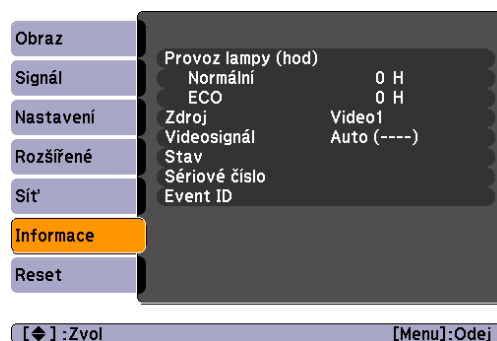 Obraz
Signál
Nastavení
Rozšířené
Síť
Informace
Reset
Provoz lampy (hod)
Normální 0 H
ECO 0 H
Zdroj Video1
Videosignál Auto (----)
Stav
Sériové číslo
Event ID
[◆] :Zvol [Menu]:Odej